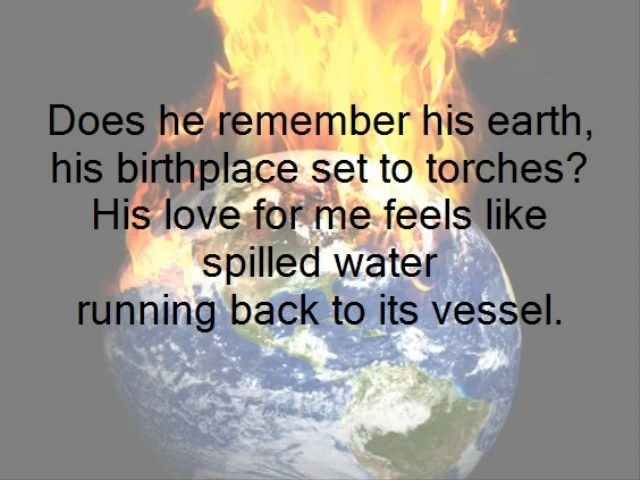 Does he remember his earth,
his birthplace set to torches?
His love for me feels like
spilled water
running back to its vessel.